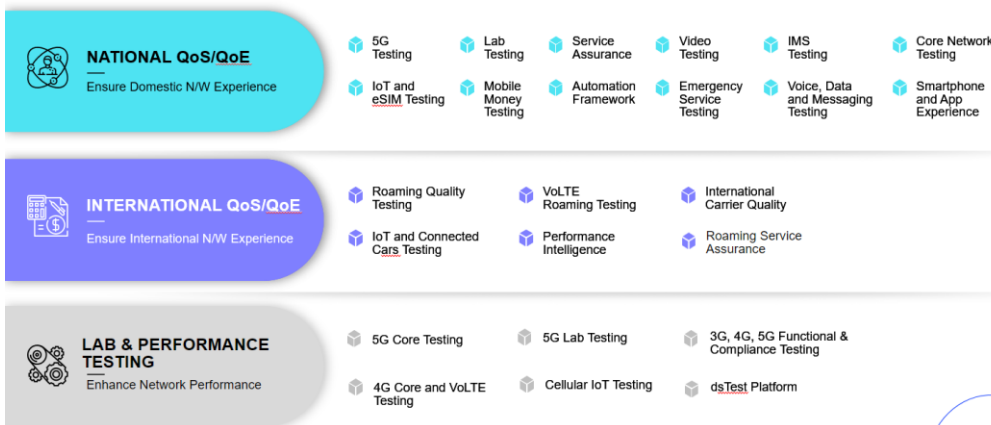 NATIONAL QoS/QoE
Ensure Domestic N/W Experience
5G
Testing
Lab
Testing
Service
Assurance
Video
Testing
IMS
Testing
Core Network
Testing
IoT and
eSIM Testing
Mobile
Money
Testing
Automation
Framework
Emergency
Service
Testing
Voice, Data
and Messaging
Testing
Smartphone
and App
Experience
INTERNATIONAL QoS/QoE
Ensure International N/W Experience
Roaming Quality
Testing
VoLTE
Roaming Testing
International
Carrier Quality
IoT and Connected
Cars Testing
Performance
Intelligence
Roaming Service
Assurance
LAB & PERFORMANCE
TESTING
Enhance Network Performance
5G Core Testing
5G Lab Testing
3G, 4G, 5G Functional &
Compliance Testing
4G Core and VoLTE
Testing
Cellular IoT Testing
dsTest Platform